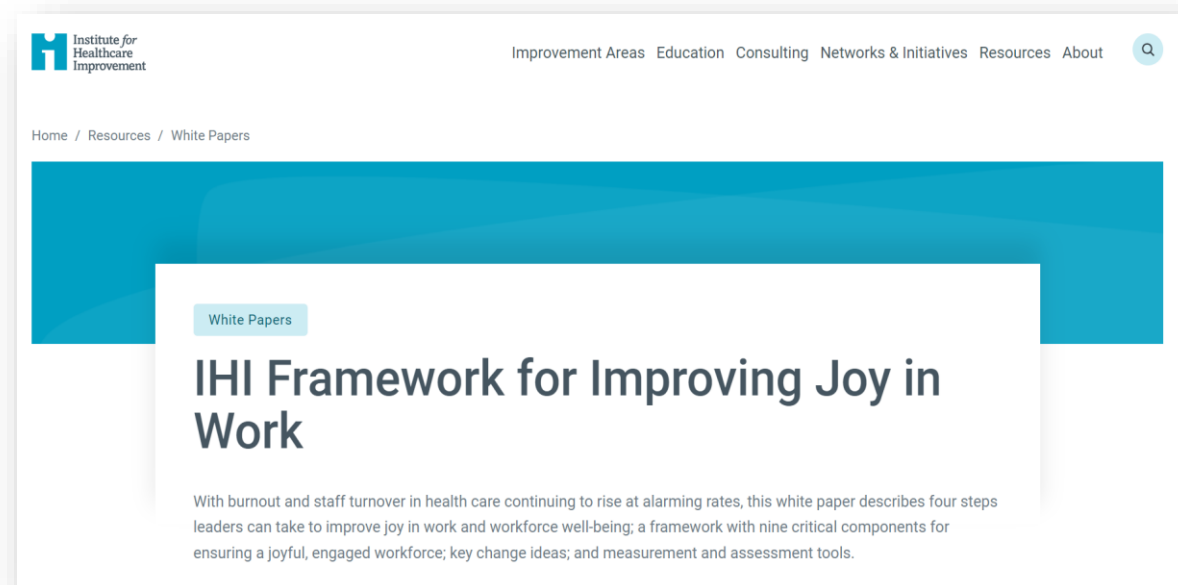 Institute for
Healthcare
Improvement
Improvement Areas Education Consulting Networks & Initiatives Resources About
Home / Resources / White Papers
White Papers
IHI Framework for Improving Joy in
Work
With burnout and staff turnover in health care continuing to rise at alarming rates, this white paper describes four steps
leaders can take to improve joy in work and workforce well-being; a framework with nine critical components for
ensuring a joyful, engaged workforce; key change ideas; and measurement and assessment tools.